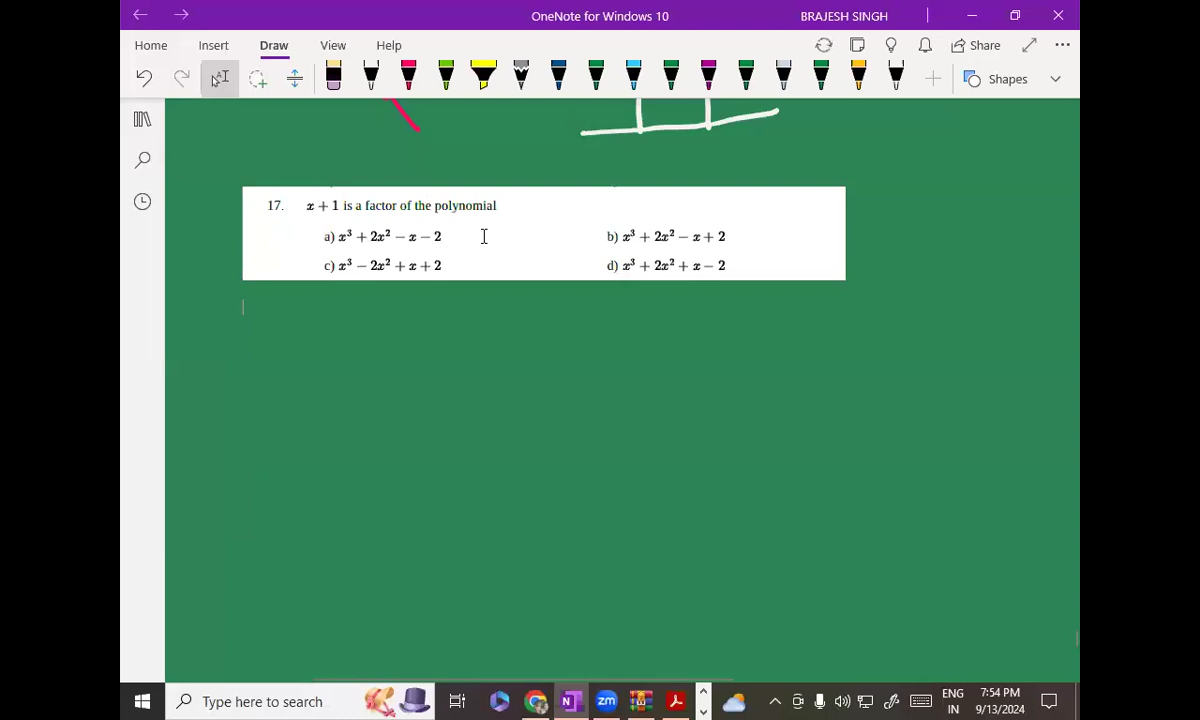 OneNote for Windows 10
BRAJESH SINGH
Home Insert Draw View Help
Share
Shapes
17. x + 1 is a factor of the polynomial
a) x³ + 2x² − x − 2
b) x³ + 2x² − x + 2
c) x³ − 2x² + x + 2
d) x³ + 2x² + x − 2
Type here to search
zm
ENG
IN
7:54 PM
9/13/2024